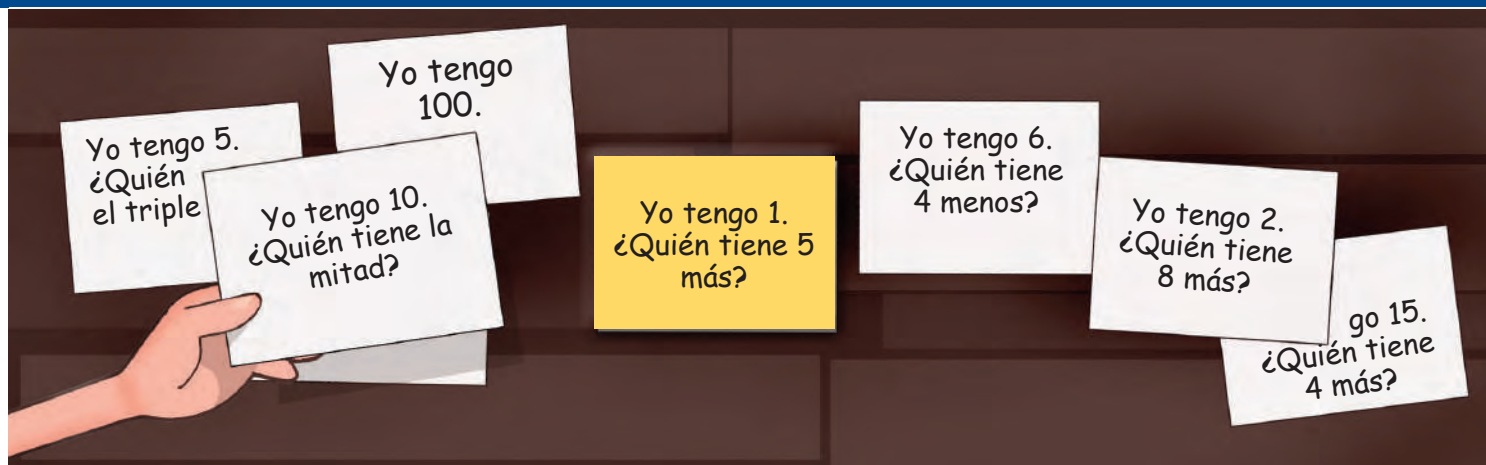 Yo tengo 5.
¿Quién
el triple
Yo tengo
100.
Yo tengo 10.
¿Quién tiene la
mitad?
Yo tengo 1.
¿Quién tiene 5
más?
Yo tengo 6.
¿Quién tiene
4 menos?
Yo tengo 2.
¿Quién tiene
8 más?
go 15.
¿Quién tiene
4 más?